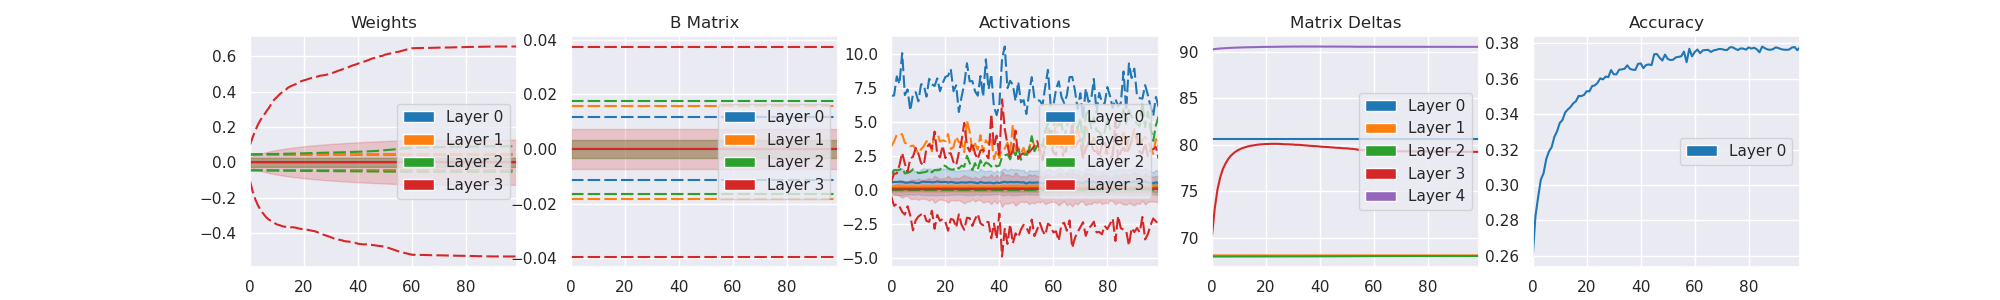 Weights
0.6
0.4
0.2
0.0
−0.2
−0.4
0
20
40
60
80
Layer 0
Layer 1
Layer 2
Layer 3
B Matrix
0.04
0.02
0.00
−0.02
−0.04
0
20
40
60
80
Layer 0
Layer 1
Layer 2
Layer 3
Activations
10.0
7.5
5.0
2.5
0.0
−2.5
−5.0
0
20
40
60
80
Layer 0
Layer 1
Layer 2
Layer 3
Matrix Deltas
90
85
80
75
70
0
20
40
60
80
Layer 0
Layer 1
Layer 2
Layer 3
Layer 4
Accuracy
0.38
0.36
0.34
0.32
0.30
0.28
0.26
0
20
40
60
80
Layer 0